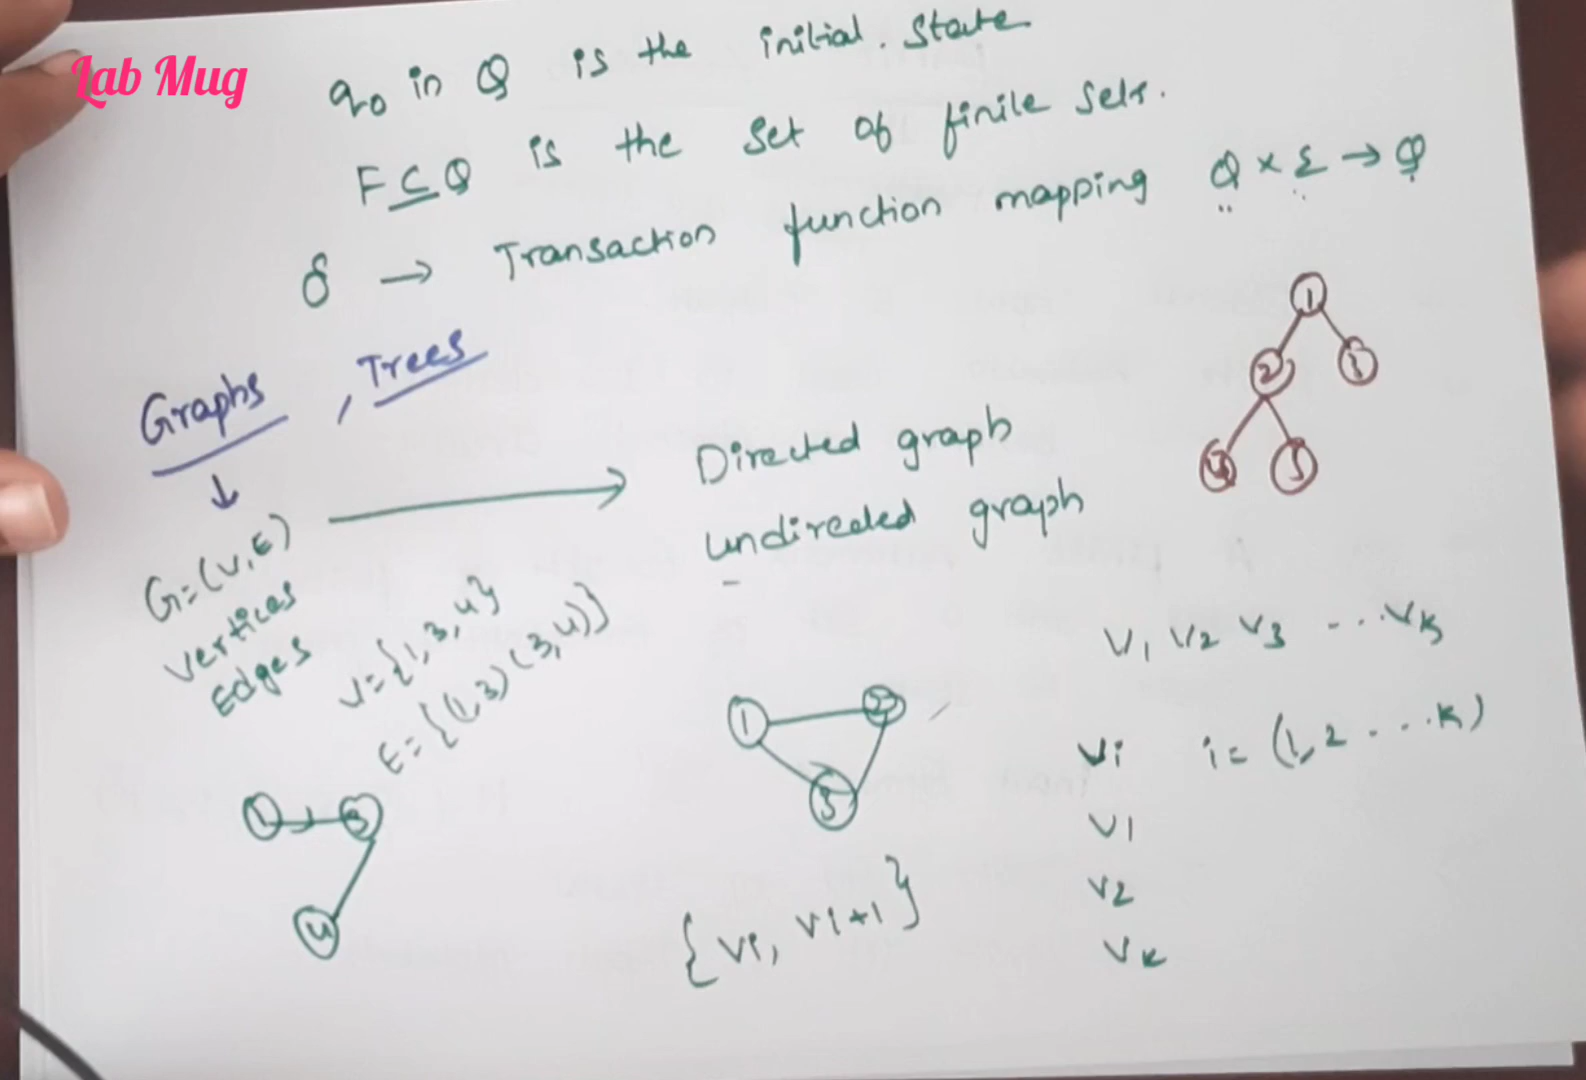 Lab Mug
q0 in Q is the initial. State
F ⊆ Q is the set of finite sets.
δ → Transaction function mapping Q × Σ → Q
Graphs, Trees
↓
G=(V,E) → Directed graph
undirected graph
vertices
Edges
V={1,3,4}
E={(1,3)(3,4)}
1
2
3
4
5
V1 V2 V3 ---VK
Vi i=(1,2...K)
V1
V2
VK
1
2
3
1
3
4
{Vi, Vi+1}